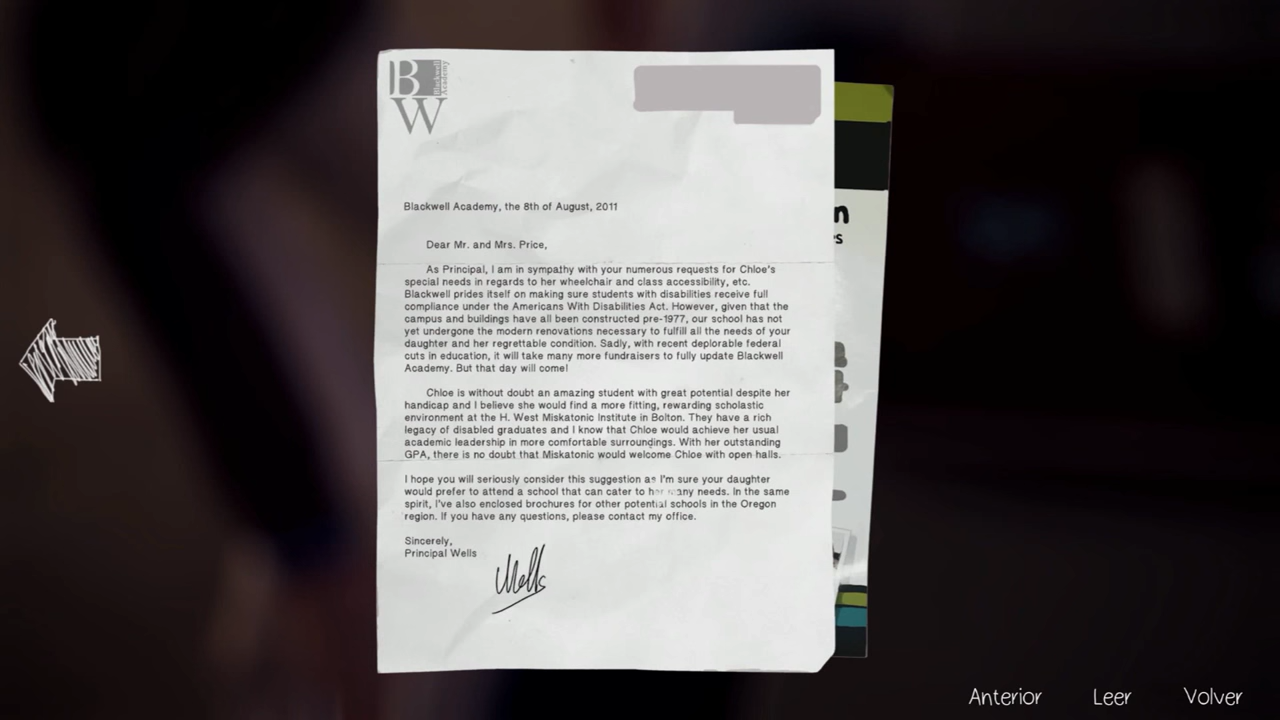 B
W
Blackwell
Academy
Blackwell Academy, the 8th of August, 2011
Dear Mr. and Mrs. Price,
As Principal, I am in sympathy with your numerous requests for Chloe's
special needs in regards to her wheelchair and class accessibility, etc.
Blackwell prides itself on making sure students with disabilities receive full
compliance under the Americans With Disabilities Act. However, given that the
campus and buildings have all been constructed pre-1977, our school has not
yet undergone the modern renovations necessary to fulfill all the needs of your
daughter and her regrettable condition. Sadly, with recent deplorable federal
cuts in education, it will take many more fundraisers to fully update Blackwell
Academy. But that day will come!
Chloe is without doubt an amazing student with great potential despite her
handicap and I believe she would find a more fitting, rewarding scholastic
environment at the H. West Miskatonic Institute in Bolton. They have a rich
legacy of disabled graduates and I know that Chloe would achieve her usual
academic leadership in more comfortable surroundings. With her outstanding
GPA, there is no doubt that Miskatonic would welcome Chloe with open halls.
I hope you will seriously consider this suggestion as I'm sure your daughter
would prefer to attend a school that can cater to her many needs. In the same
spirit, I've also enclosed brochures for other potential schools in the Oregon
region. If you have any questions, please contact my office.
Sincerely,
Principal Wells
Wells
n
s
Anterior Leer Volver